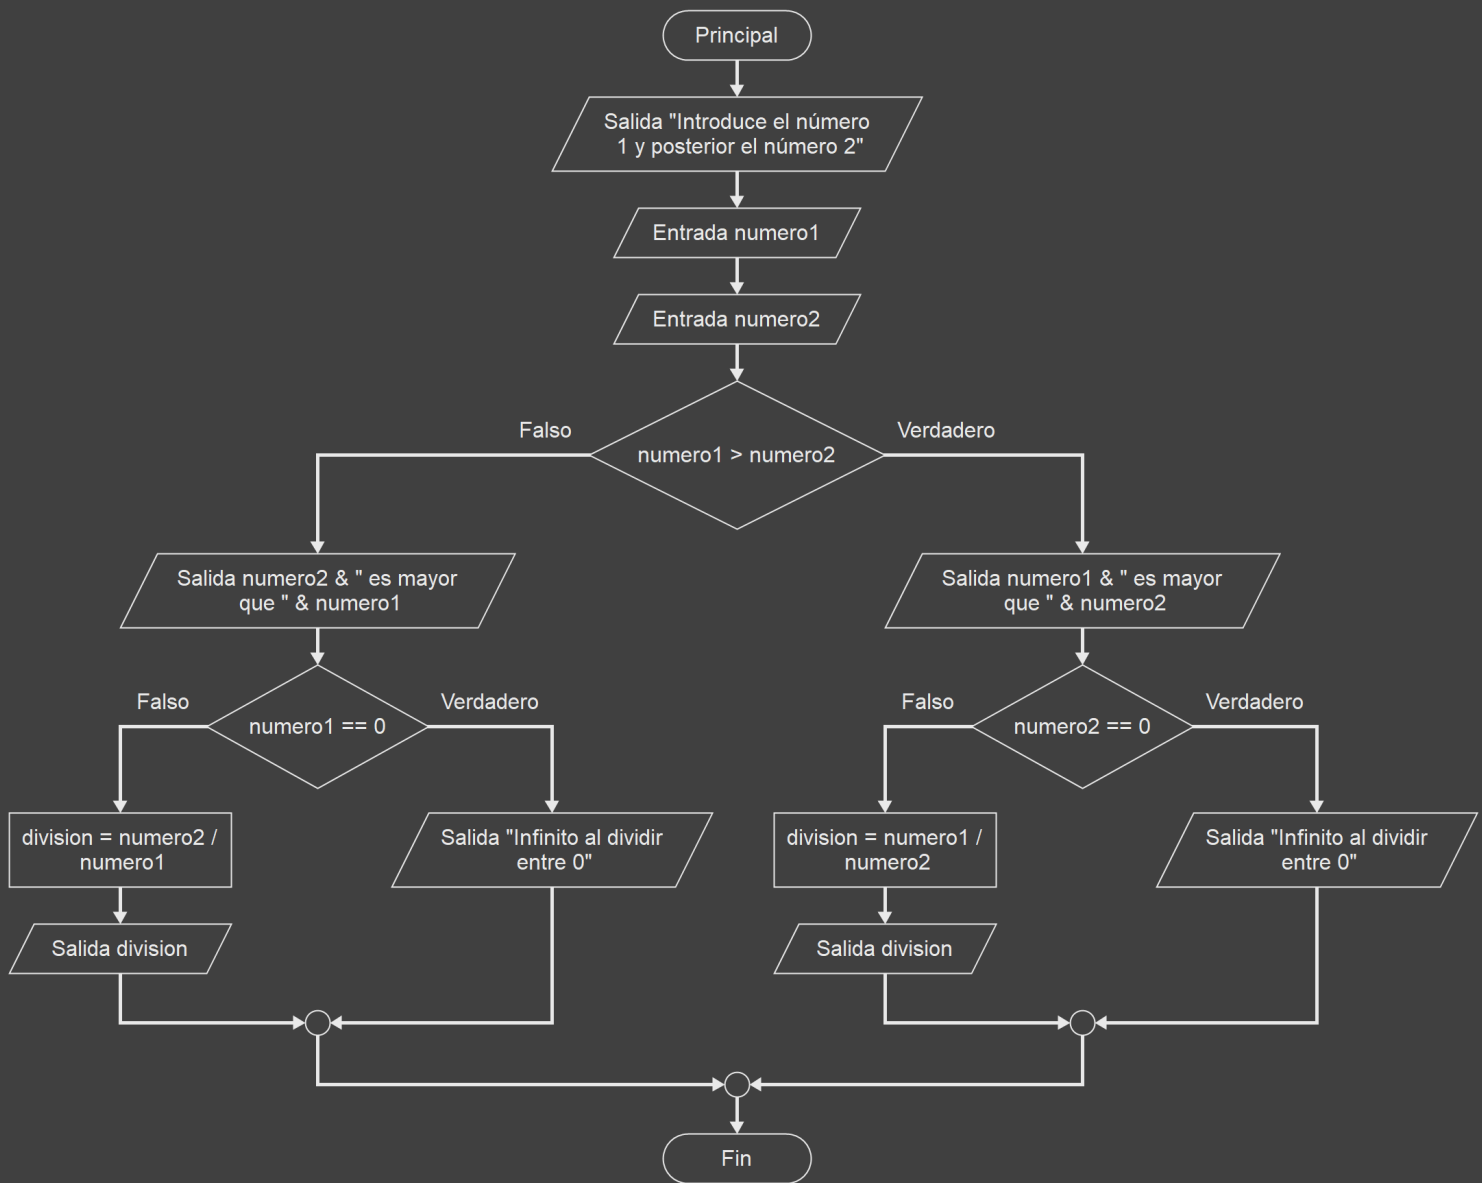 Principal
Salida "Introduce el número
1 y posterior el número 2"
Entrada numero1
Entrada numero2
Falso
Verdadero
numero1 > numero2
Salida numero2 & " es mayor
que " & numero1
Salida numero1 & " es mayor
que " & numero2
Falso
Verdadero
numero1 == 0
Falso
Verdadero
numero2 == 0
division = numero2 /
numero1
Salida "Infinito al dividir
entre 0"
division = numero1 /
numero2
Salida "Infinito al dividir
entre 0"
Salida division
Salida division
Fin